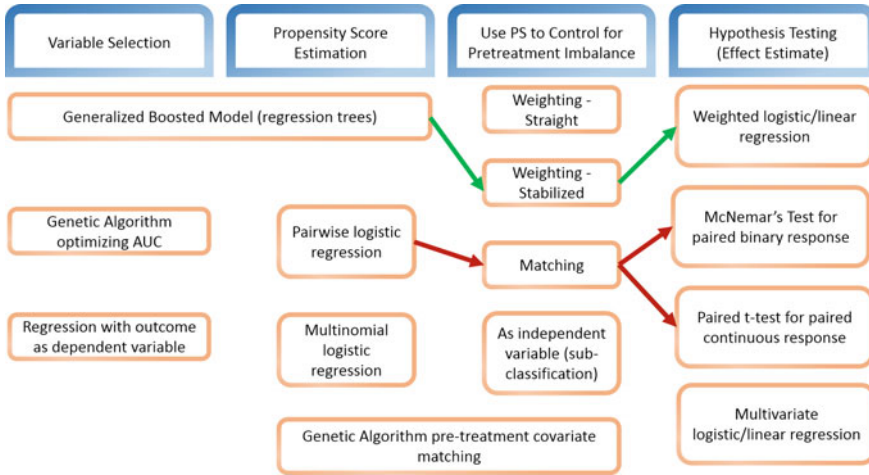 Variable Selection
Propensity Score
Estimation
Use PS to Control for
Pretreatment Imbalance
Hypothesis Testing
(Effect Estimate)
Generalized Boosted Model (regression trees)
Weighting -
Straight
Weighted logistic/linear
regression
Weighting -
Stabilized
Genetic Algorithm
optimizing AUC
Pairwise logistic
regression
Matching
McNemar's Test for
paired binary response
Regression with outcome
as dependent variable
Multinomial
logistic
regression
As independent
variable (sub-
classification)
Paired t-test for paired
continuous response
Genetic Algorithm pre-treatment covariate
matching
Multivariate
logistic/linear regression